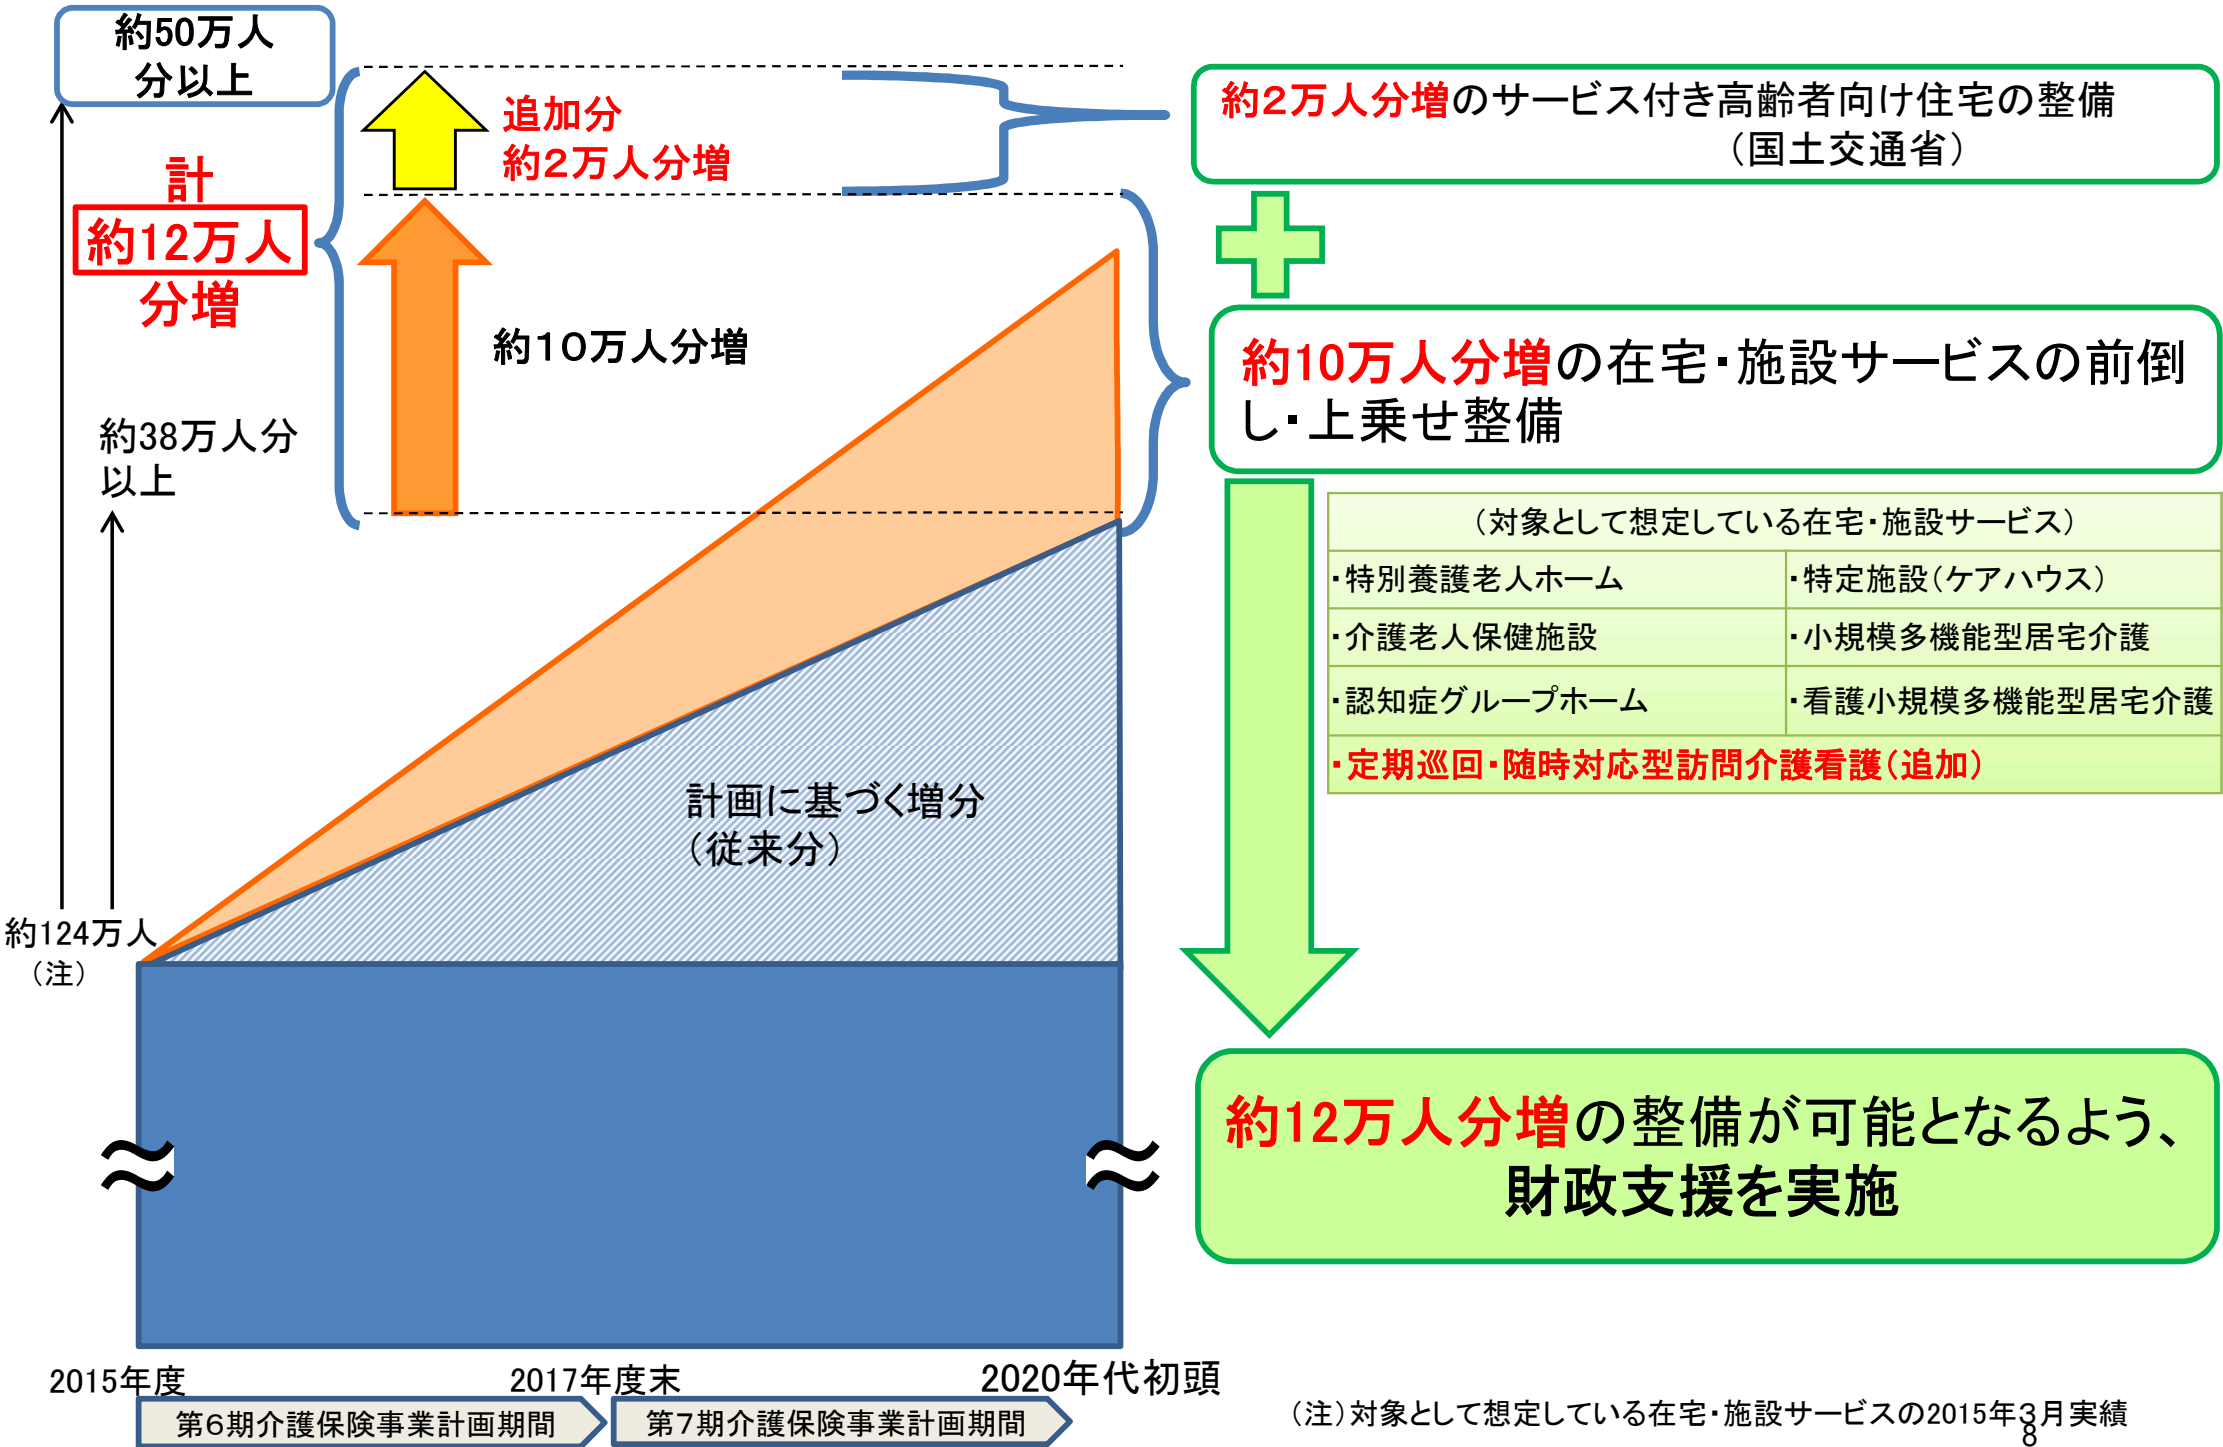 約50万人
分以上
計
約12万人
分増
追加分
約2万人分増
約10万人分増
約38万人分
以上
約124万人
（注）
計画に基づく増分
（従来分）
2015年度
2017年度末
2020年代初頭
第6期介護保険事業計画期間
第7期介護保険事業計画期間
約2万人分増のサービス付き高齢者向け住宅の整備
（国土交通省）
約10万人分増の在宅・施設サービスの前倒
し・上乗せ整備
（対象として想定している在宅・施設サービス）
・特別養護老人ホーム
・特定施設（ケアハウス）
・介護老人保健施設
・小規模多機能型居宅介護
・認知症グループホーム
・看護小規模多機能型居宅介護
・定期巡回・随時対応型訪問介護看護（追加）
約12万人分増の整備が可能となるよう、
財政支援を実施
（注）対象として想定している在宅・施設サービスの2015年3月実績
8